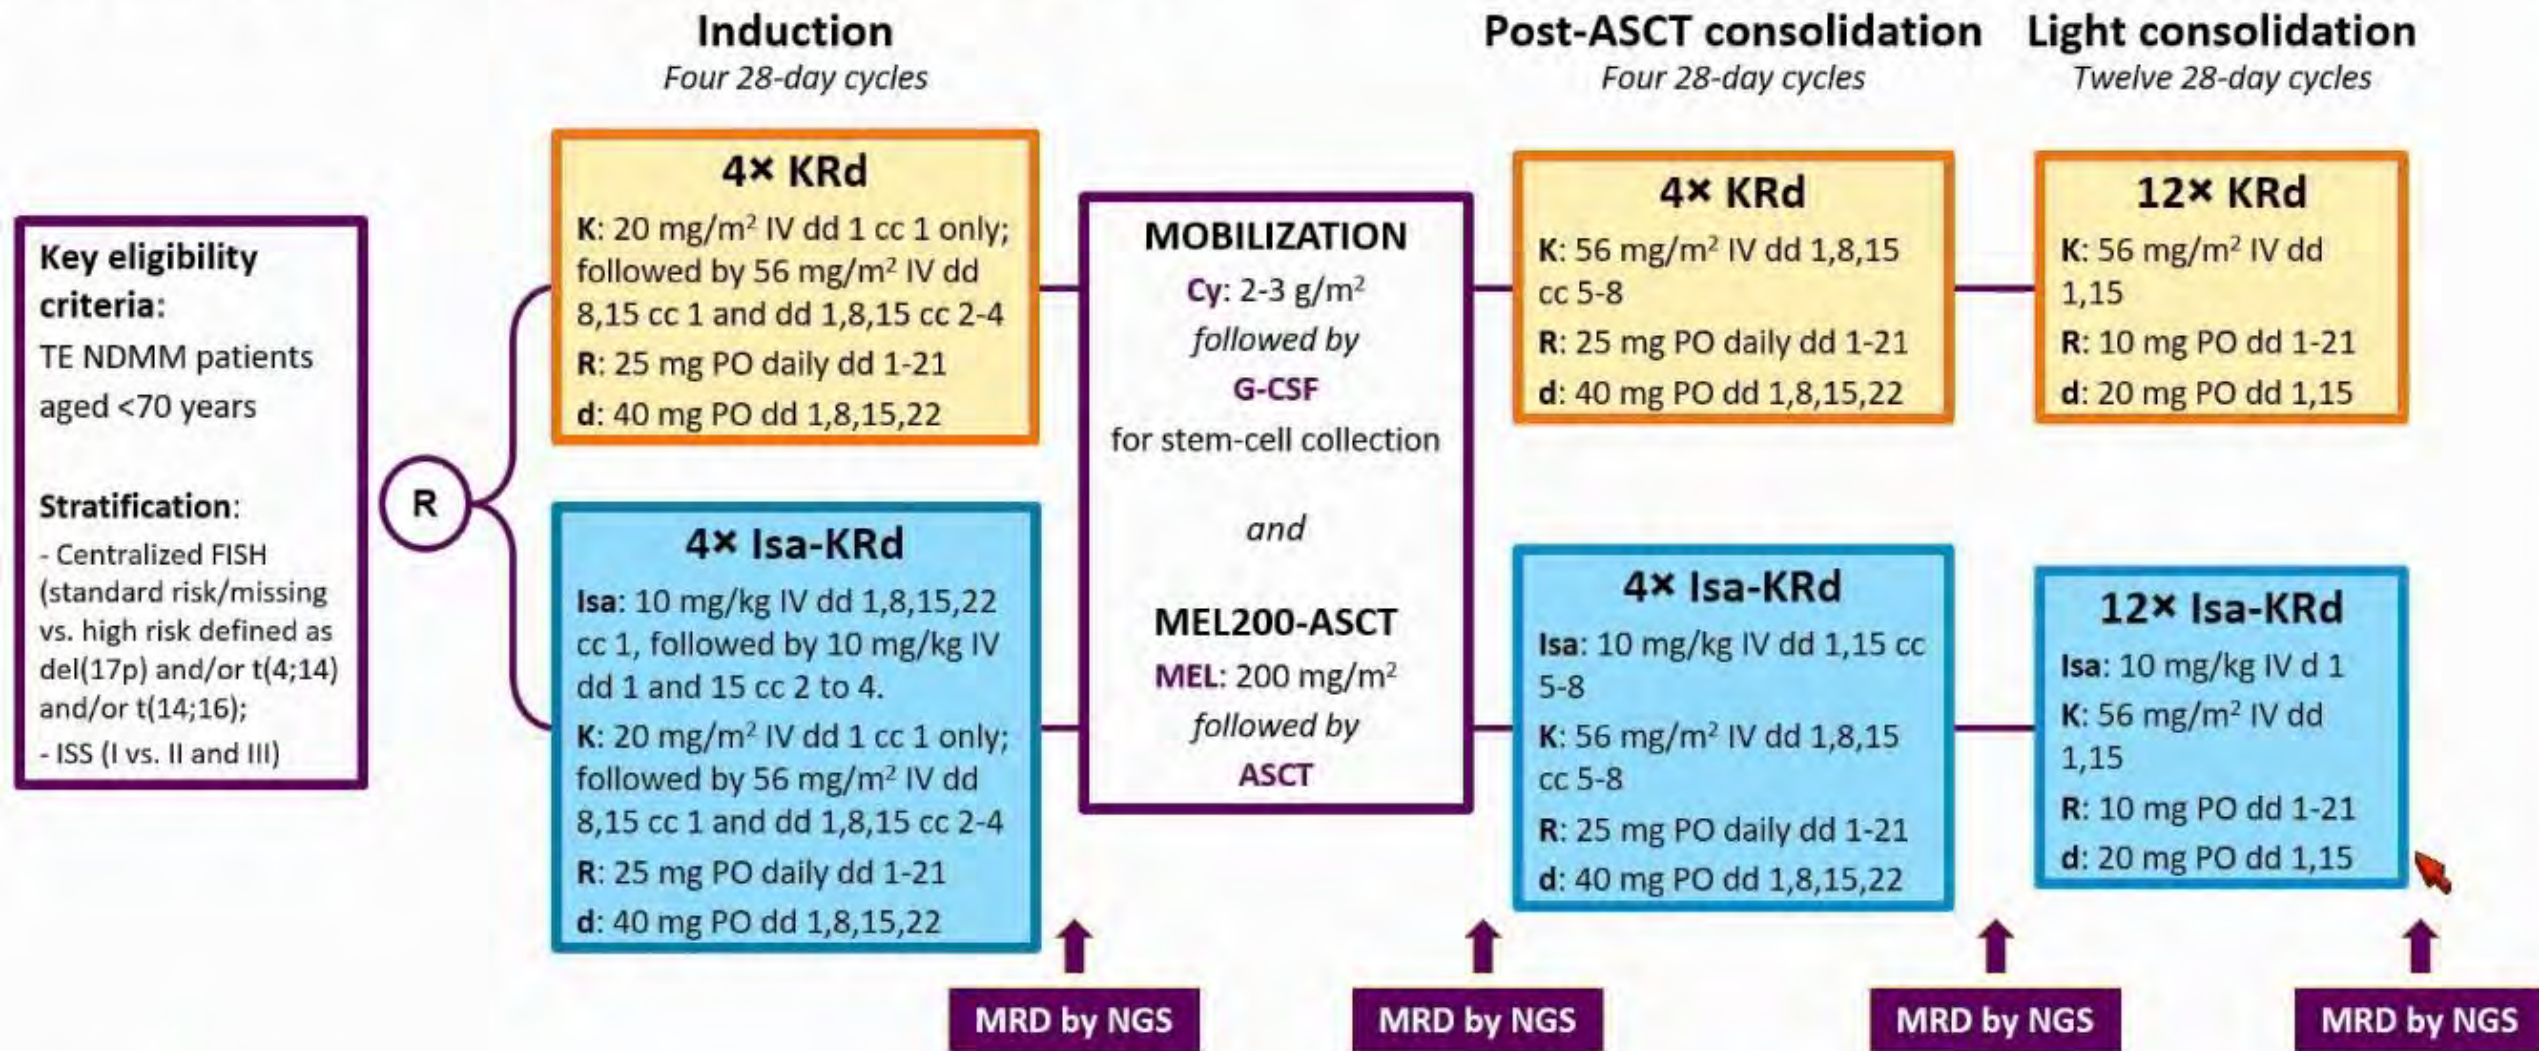 Induction
Four 28-day cycles
Post-ASCT consolidation
Four 28-day cycles
Light consolidation
Twelve 28-day cycles
Key eligibility
criteria:
TE NDMM patients
aged <70 years
Stratification:
- Centralized FISH
(standard risk/missing
vs. high risk defined as
del(17p) and/or t(4;14)
and/or t(14;16);
- ISS (I vs. II and III)
R
4× KRd
K: 20 mg/m² IV dd 1 cc 1 only;
followed by 56 mg/m² IV dd
8,15 cc 1 and dd 1,8,15 cc 2-4
R: 25 mg PO daily dd 1-21
d: 40 mg PO dd 1,8,15,22
4× Isa-KRd
Isa: 10 mg/kg IV dd 1,8,15,22
cc 1, followed by 10 mg/kg IV
dd 1 and 15 cc 2 to 4.
K: 20 mg/m² IV dd 1 cc 1 only;
followed by 56 mg/m² IV dd
8,15 cc 1 and dd 1,8,15 cc 2-4
R: 25 mg PO daily dd 1-21
d: 40 mg PO dd 1,8,15,22
MOBILIZATION
Cy: 2-3 g/m²
followed by
G-CSF
for stem-cell collection
and
MEL200-ASCT
MEL: 200 mg/m²
followed by
ASCT
4× KRd
K: 56 mg/m² IV dd 1,8,15
cc 5-8
R: 25 mg PO daily dd 1-21
d: 40 mg PO dd 1,8,15,22
4× Isa-KRd
Isa: 10 mg/kg IV dd 1,15 cc
5-8
K: 56 mg/m² IV dd 1,8,15
cc 5-8
R: 25 mg PO daily dd 1-21
d: 40 mg PO dd 1,8,15,22
12× KRd
K: 56 mg/m² IV dd
1,15
R: 10 mg PO dd 1-21
d: 20 mg PO dd 1,15
12× Isa-KRd
Isa: 10 mg/kg IV d 1
K: 56 mg/m² IV dd
1,15
R: 10 mg PO dd 1-21
d: 20 mg PO dd 1,15
MRD by NGS
MRD by NGS
MRD by NGS
MRD by NGS